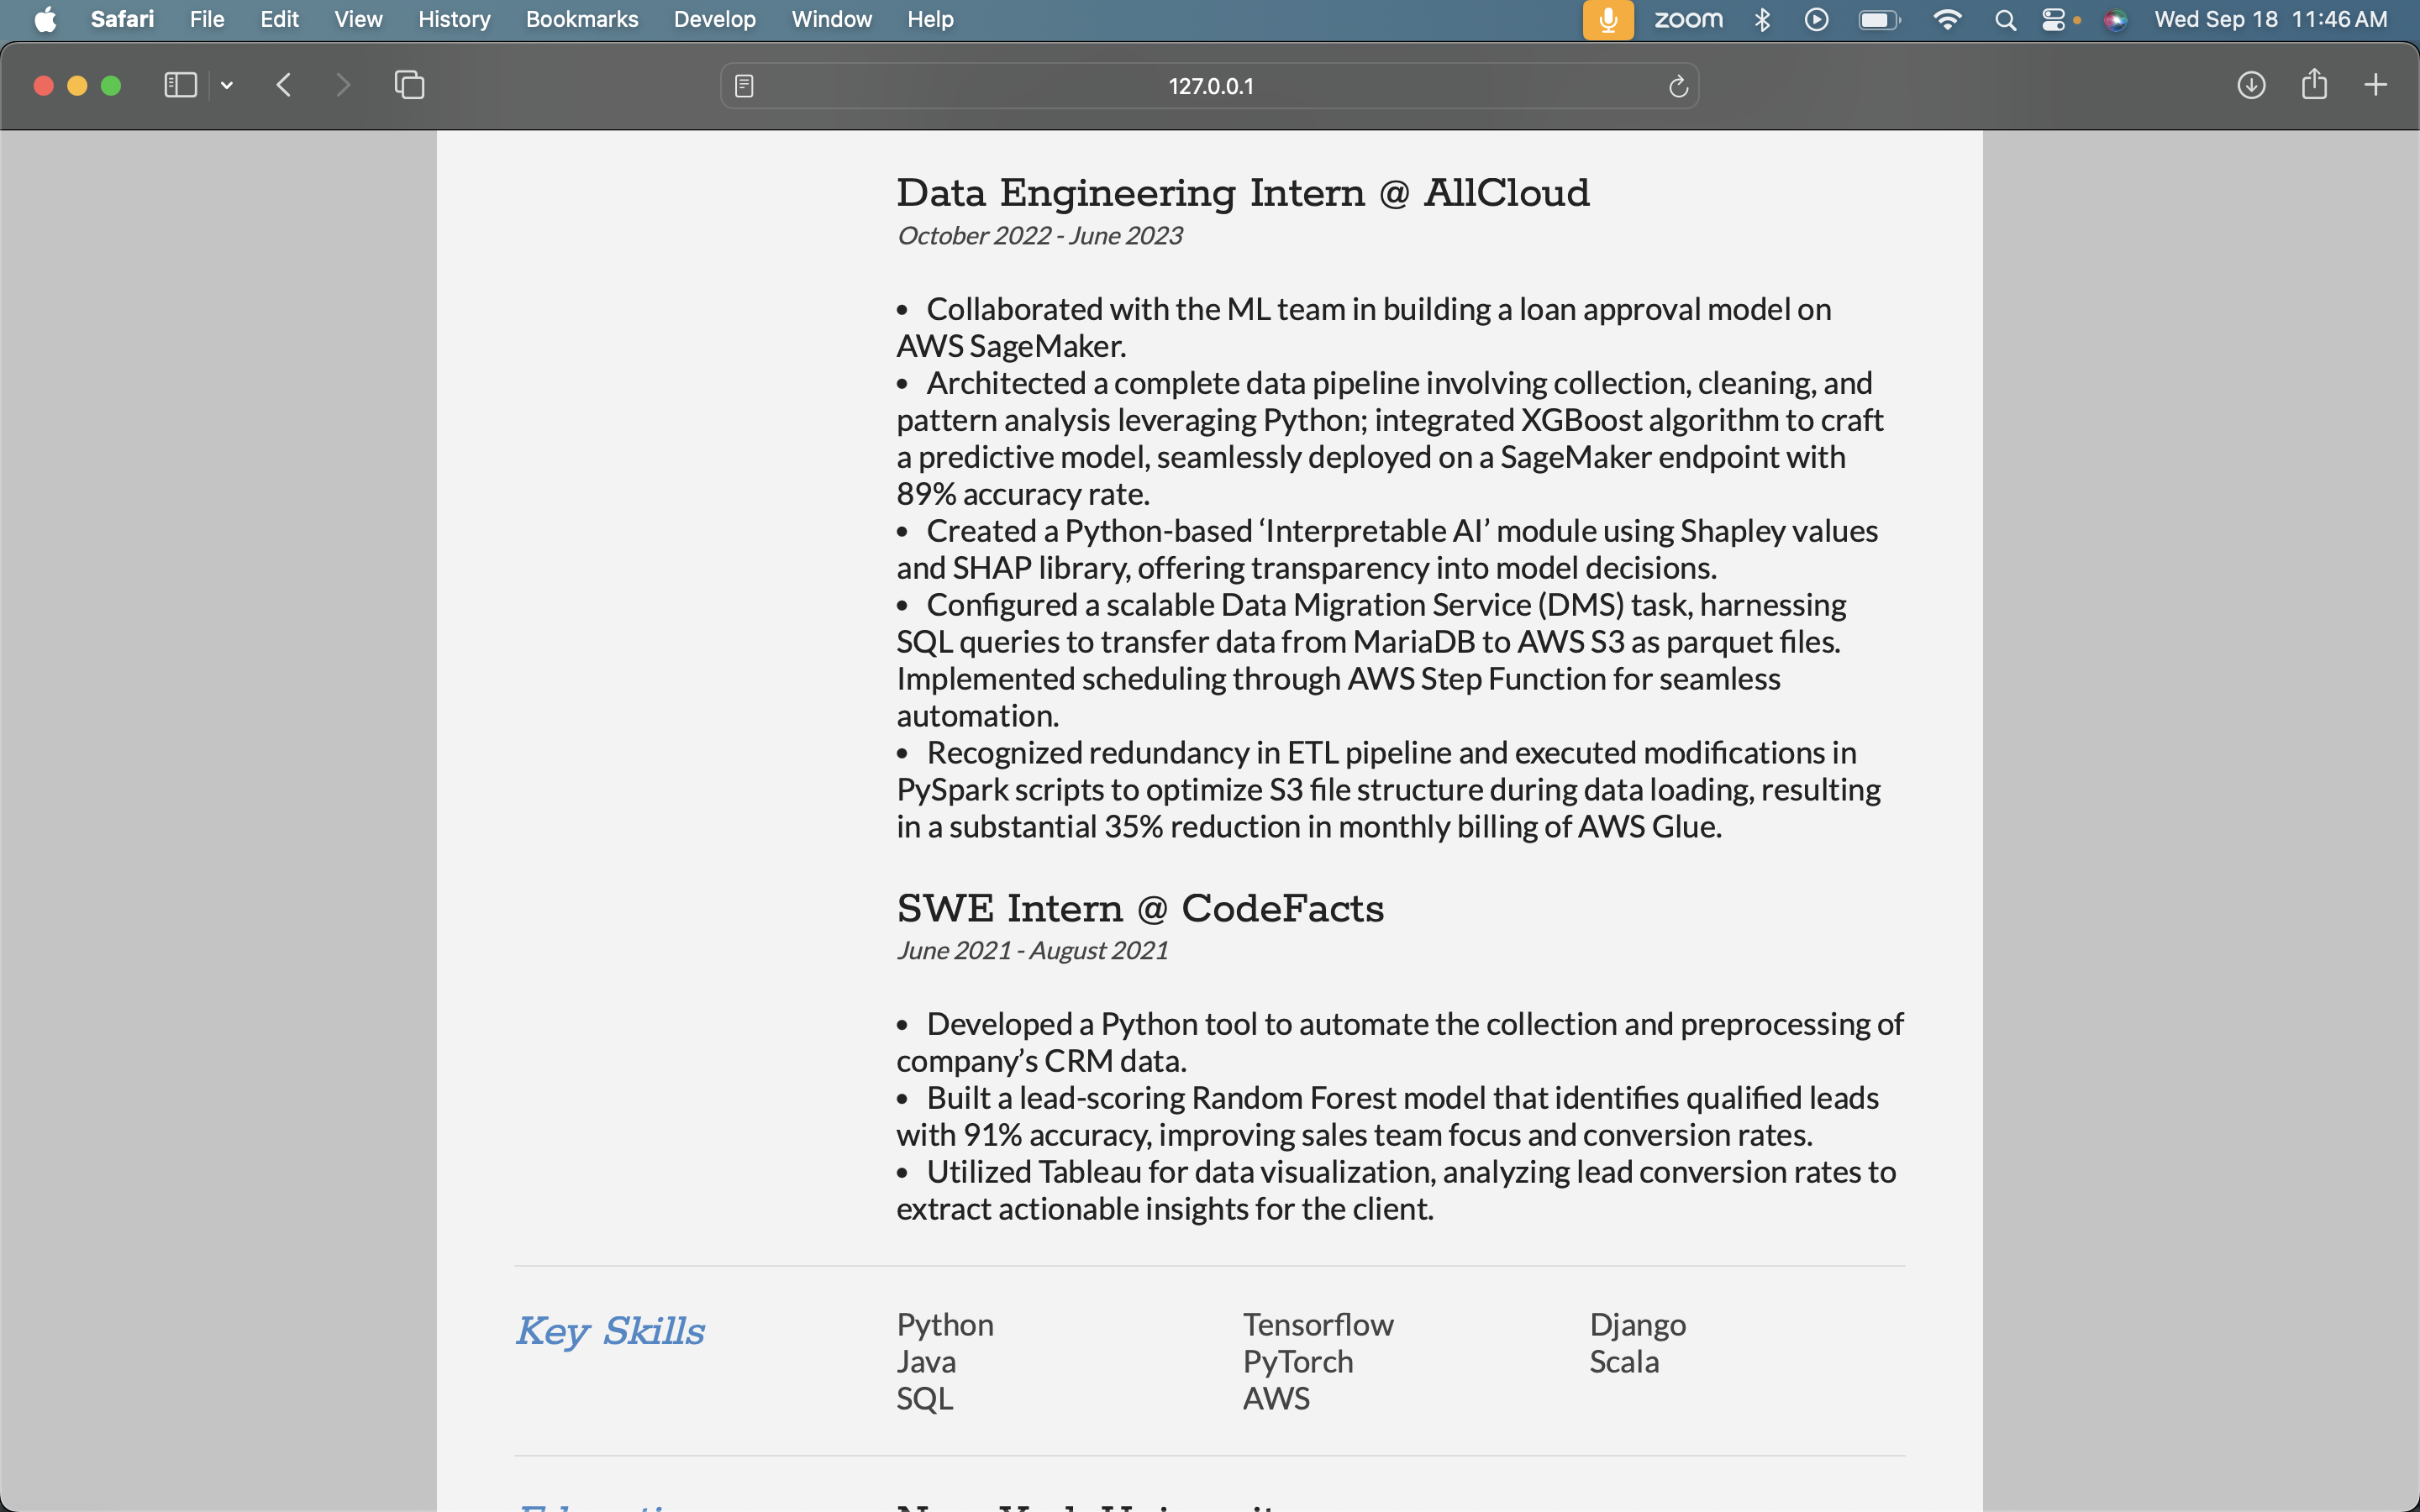 Safari File Edit View History Bookmarks Develop Window Help zoom Wed Sep 18 11:46 AM
127.0.0.1
Data Engineering Intern @ AllCloud
October 2022 - June 2023
• Collaborated with the ML team in building a loan approval model on
AWS SageMaker.
• Architected a complete data pipeline involving collection, cleaning, and
pattern analysis leveraging Python; integrated XGBoost algorithm to craft
a predictive model, seamlessly deployed on a SageMaker endpoint with
89% accuracy rate.
• Created a Python-based ‘Interpretable AI’ module using Shapley values
and SHAP library, offering transparency into model decisions.
• Configured a scalable Data Migration Service (DMS) task, harnessing
SQL queries to transfer data from MariaDB to AWS S3 as parquet files.
Implemented scheduling through AWS Step Function for seamless
automation.
• Recognized redundancy in ETL pipeline and executed modifications in
PySpark scripts to optimize S3 file structure during data loading, resulting
in a substantial 35% reduction in monthly billing of AWS Glue.
SWE Intern @ CodeFacts
June 2021 - August 2021
• Developed a Python tool to automate the collection and preprocessing of
company’s CRM data.
• Built a lead-scoring Random Forest model that identifies qualified leads
with 91% accuracy, improving sales team focus and conversion rates.
• Utilized Tableau for data visualization, analyzing lead conversion rates to
extract actionable insights for the client.
Key Skills
Python Tensorflow Django
Java PyTorch Scala
SQL AWS